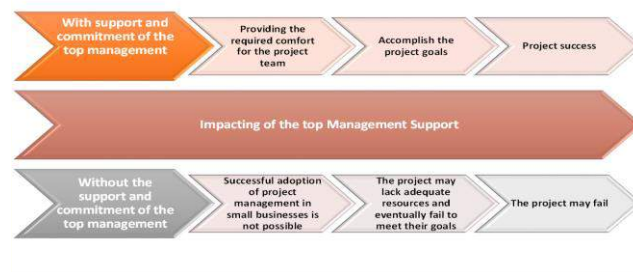 With support and
commitment of the
top management
Providing the
required comfort
for the project
team
Accomplish the
project goals
Project success
Impacting of the top Management Support
Without the
support and
commitment of the
top management
Successful adoption
of project
management in
small businesses is
not possible
The project may
lack adequate
resources and
eventually fail to
meet their goals
The project may fail